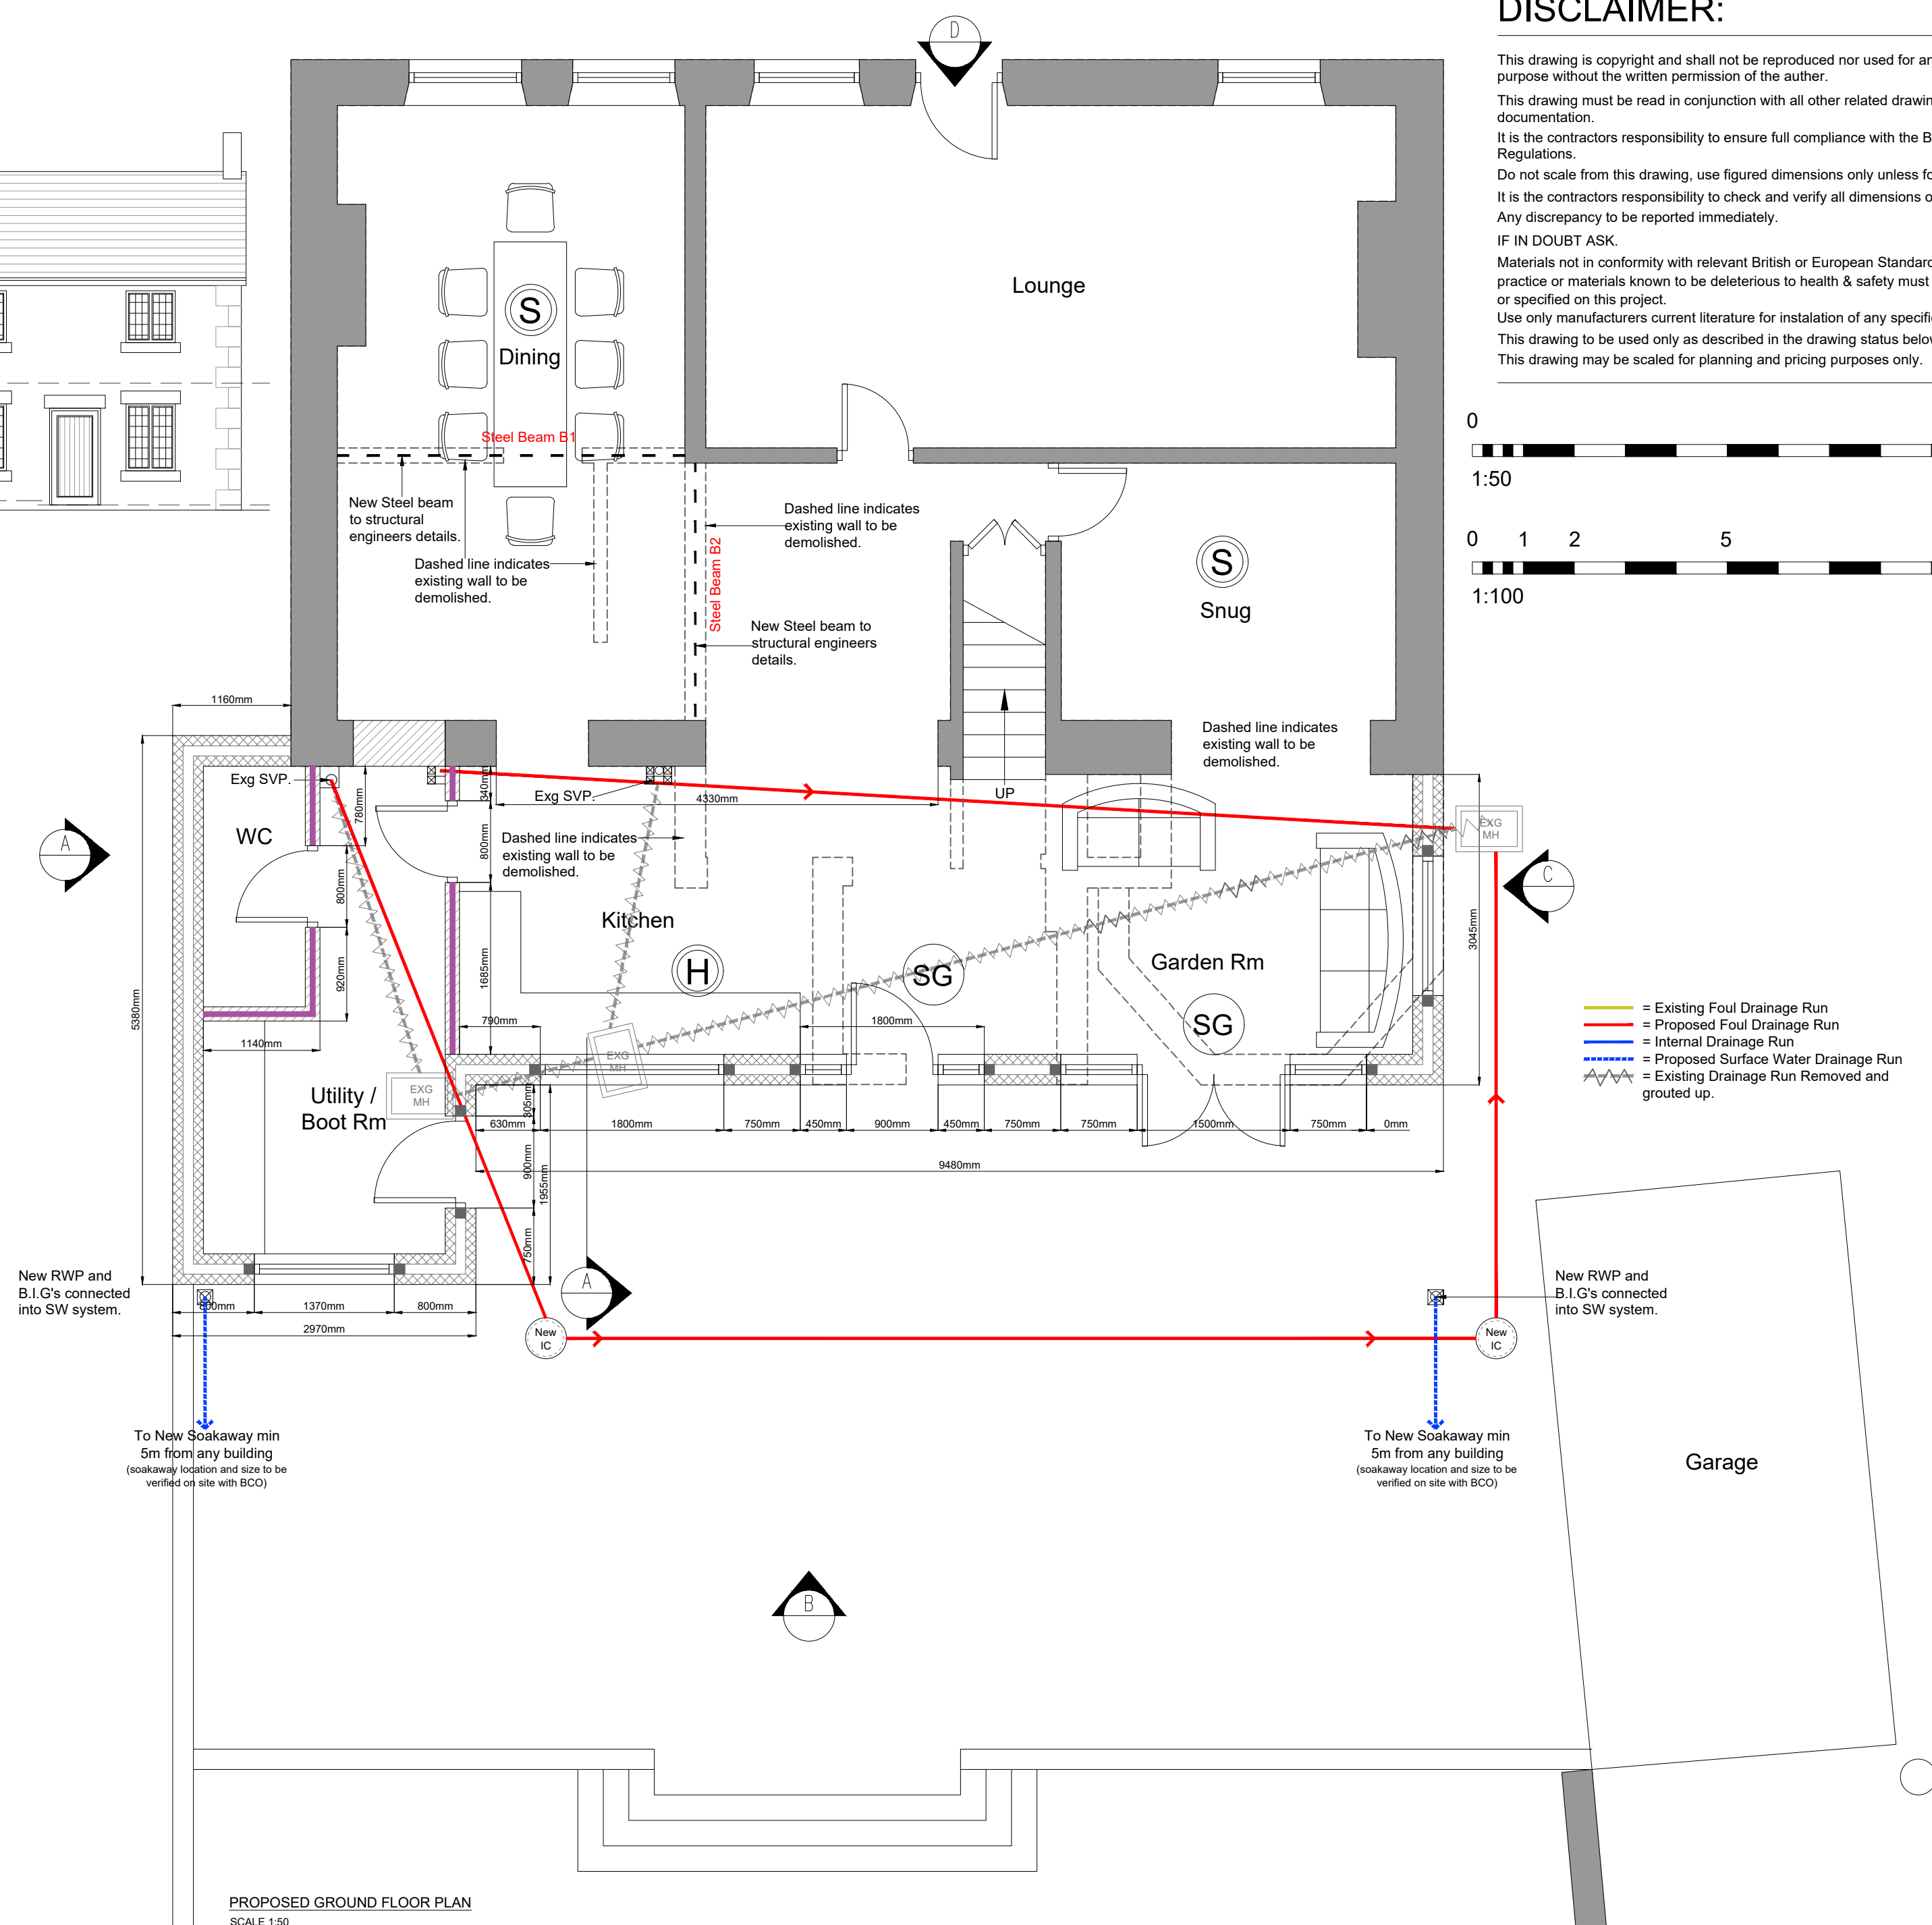 DISCLAIMER:
This drawing is copyright and shall not be reproduced nor used for
purpose without the written permission of the auther.
This drawing must be read in conjunction with all other related
documentation.
It is the contractors responsibility to ensure full compliance with the
Regulations.
Do not scale from this drawing, use figured dimensions only unless
It is the contractors responsibility to check and verify all dimensions
Any discrepancy to be reported immediately.
IF IN DOUBT ASK.
Materials not in conformity with relevant British or European
practice or materials known to be deleterious to health & safety must
or specified on this project.
Use only manufacturers current literature for instalation of any
This drawing to be used only as described in the drawing status
This drawing may be scaled for planning and pricing purposes only.
0
1:50
0 1 2 5
1:100
D
Lounge
S
Dining
Steel Beam B1
New Steel beam
to structural
engineers details.
Dashed line indicates
existing wall to be
demolished.
Dashed line indicates
existing wall to be
demolished.
Steel Beam B2
New Steel beam to
structural engineers
details.
S
Snug
Dashed line indicates
existing wall to be
demolished.
UP
1160mm
Exg SVP.
WC
780mm
340mm
Exg SVP.
4330mm
A
800mm
800mm
Dashed line indicates
existing wall to be
demolished.
EXG
MH
C
Kitchen
H
SG
Garden Rm
SG
3045mm
920mm
1685mm
5380mm
1140mm
790mm
1800mm
EXG
MH
EXG
MH
Utility /
Boot Rm
305mm
630mm
1800mm
750mm
450mm
900mm
450mm
750mm
750mm
1500mm
750mm
0mm
9480mm
900mm
1955mm
750mm
= Existing Foul Drainage Run
= Proposed Foul Drainage Run
= Internal Drainage Run
= Proposed Surface Water Drainage Run
= Existing Drainage Run Removed and
grouted up.
New RWP and
B.I.G's connected
into SW system.
800mm
1370mm
800mm
2970mm
A
New
IC
New
IC
New RWP and
B.I.G's connected
into SW system.
To New Soakaway min
5m from any building
(soakaway location and size to be
verified on site with BCO)
To New Soakaway min
5m from any building
(soakaway location and size to be
verified on site with BCO)
Garage
B
PROPOSED GROUND FLOOR PLAN
SCALE 1:50